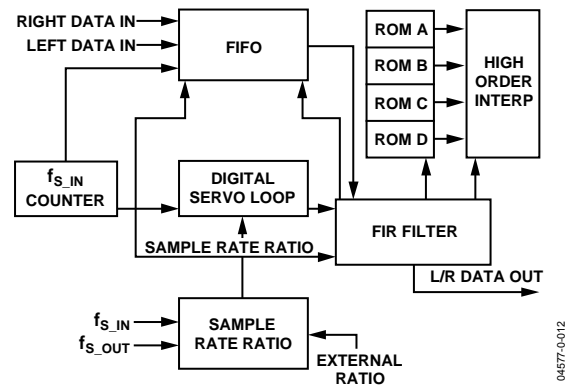 RIGHT DATA IN
LEFT DATA IN
FIFO
ROM A
ROM B
ROM C
ROM D
HIGH
ORDER
INTERP
fS_IN
COUNTER
DIGITAL
SERVO LOOP
SAMPLE RATE RATIO
FIR FILTER
L/R DATA OUT
fS_IN
fS_OUT
SAMPLE
RATE RATIO
EXTERNAL
RATIO
04577-0-012